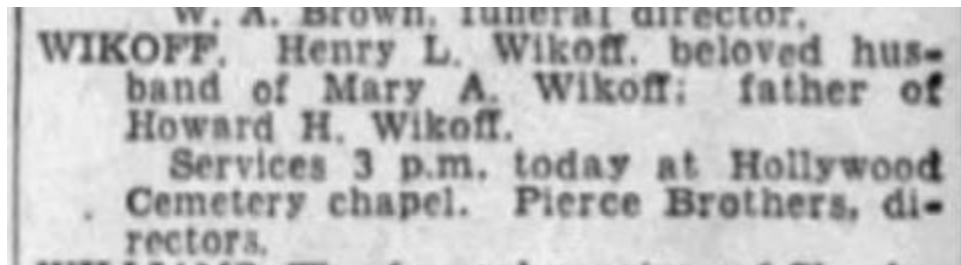 W. A. Brown, funeral director.
WIKOFF. Henry L. Wikoff, beloved hus-
band of Mary A. Wikoff; father of
Howard H. Wikoff.
Services 3 p.m. today at Hollywood
Cemetery chapel. Pierce Brothers, di-
rectors.